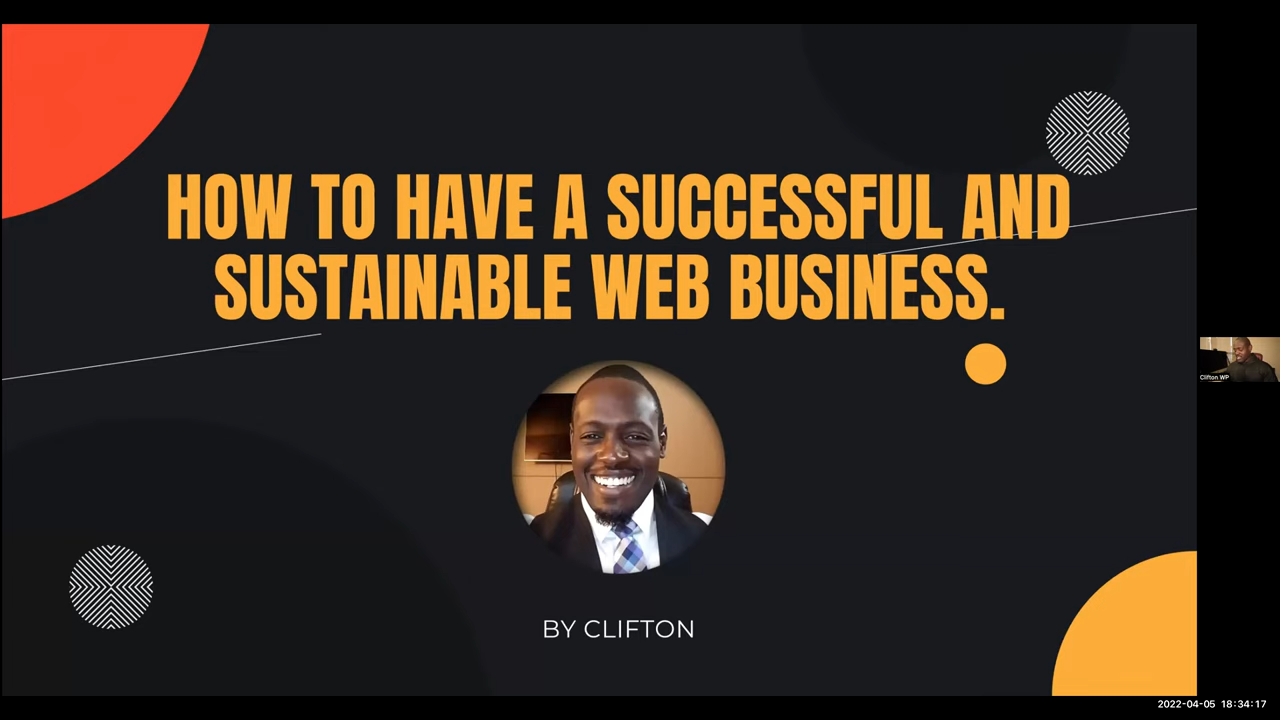 HOW TO HAVE A SUCCESSFUL AND
SUSTAINABLE WEB BUSINESS.
Clifton WP
BY CLIFTON
2022-04-05 18:34:17